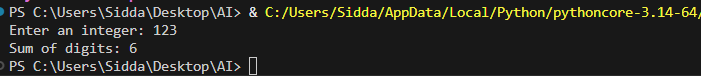 PS C:\Users\Sidda\Desktop\AI> & C:/Users/Sidda/AppData/Local/Python/pythoncore-3.14-64/
Enter an integer: 123
Sum of digits: 6
PS C:\Users\Sidda\Desktop\AI>